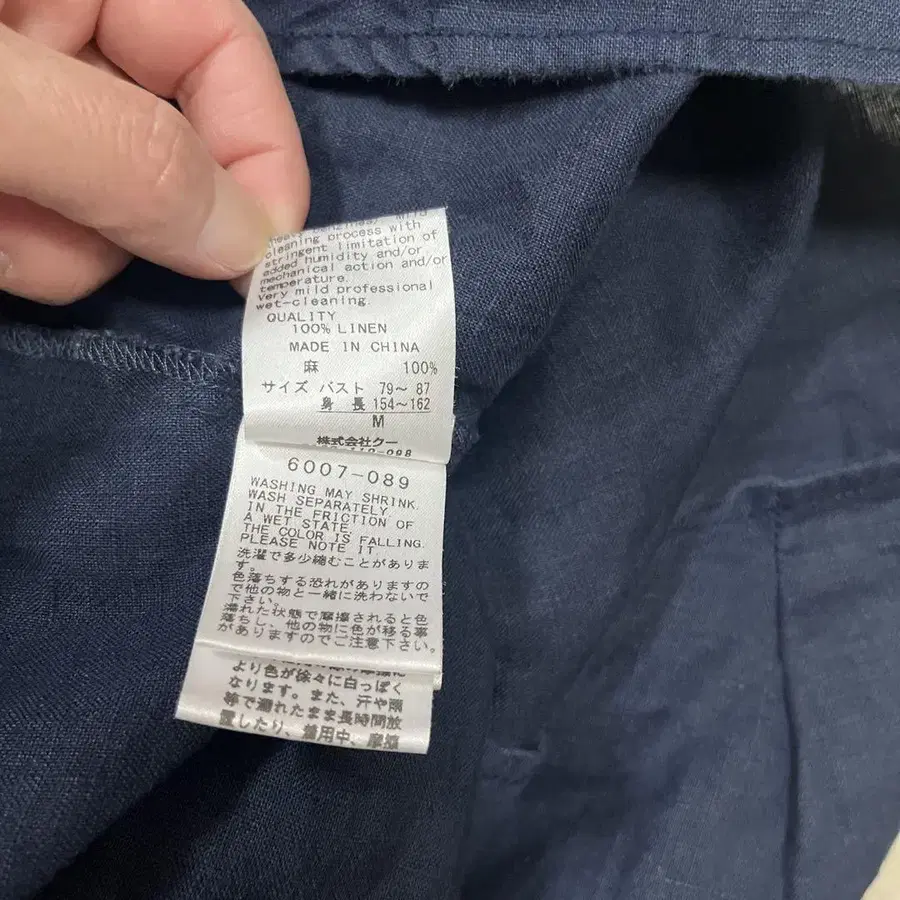 cleaning process with
stringent limitation of
added humidity and/or
mechanical action and/or
temperature.
Very mild professional
wet-cleaning.
QUALITY
100% LINEN
MADE IN CHINA
麻 100%
サイズ バスト 79～ 87
身 長 154～162
M
株式会社クー
6007-089
WASHING MAY SHRINK.
WASH SEPARATELY.
IN THE FRICTION OF
A WET STATE,
THE COLOR IS FALLING.
PLEASE NOTE IT.
洗濯で多少縮むことがありま
す。
色落ちする恐れがありますの
で他の物と一緒に洗わないで
下さい。
濡れた状態で摩擦されると色
落ちし、他の物に色が移る事
がありますのでご注意下さい。
より色が徐々に白っぽく
なります。また、汗や雨
等で濡れたまま長時間放
置したり、着用中、摩擦